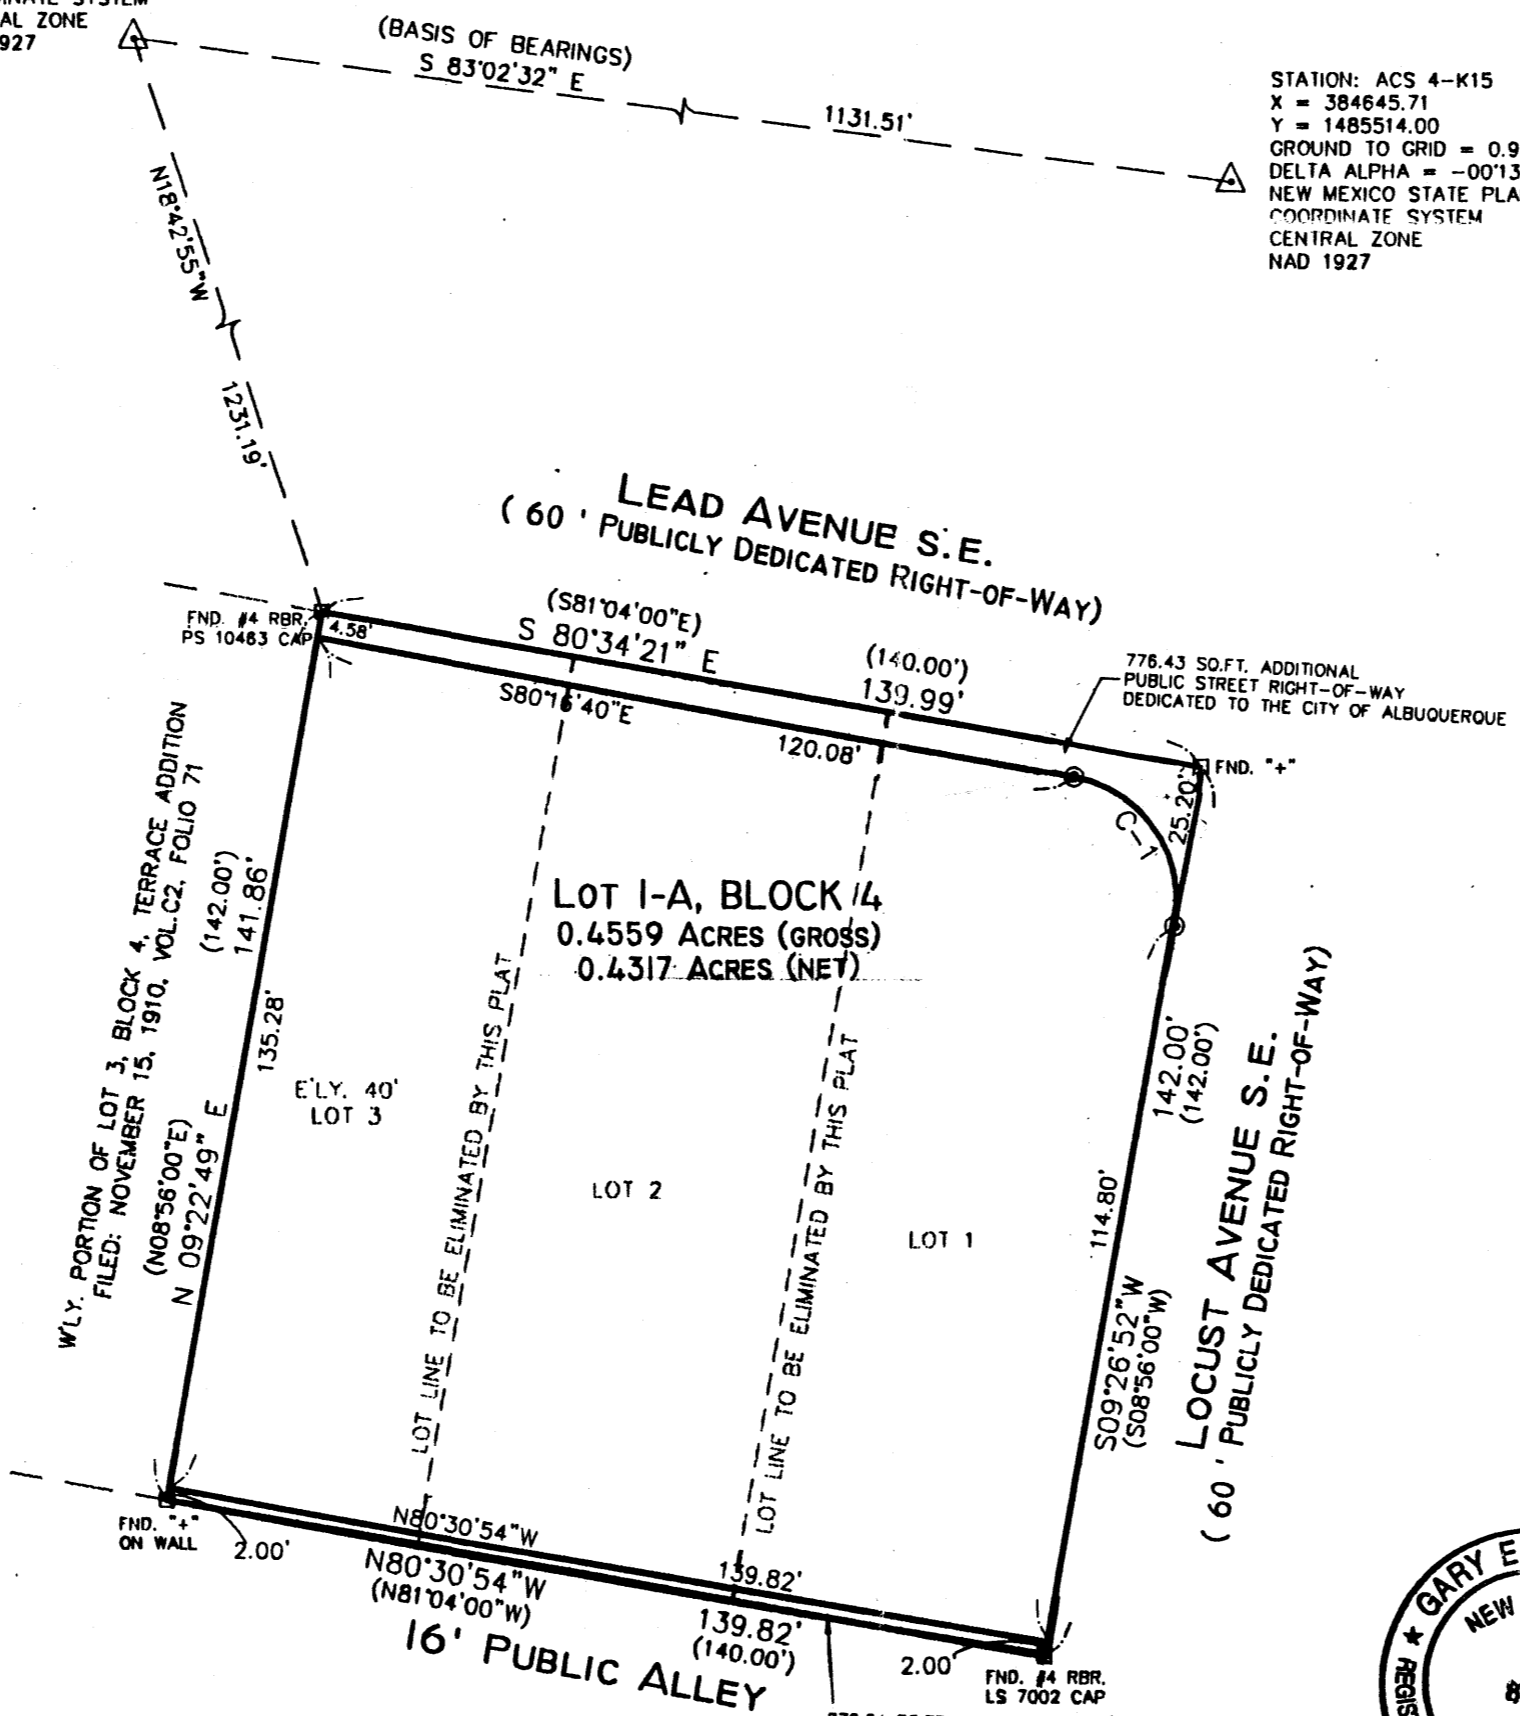 AL ZONE
927
(BASIS OF BEARINGS)
S 83°02'32" E
1131.51'
STATION: ACS 4-K15
X = 384645.71
Y = 1485514.00
GROUND TO GRID = 0.9
DELTA ALPHA = -00°13
NEW MEXICO STATE PLA
COORDINATE SYSTEM
CENTRAL ZONE
NAD 1927
N18°42'55"W
1231.19'
LEAD AVENUE S.E.
( 60 ' PUBLICLY DEDICATED RIGHT-OF-WAY)
FND. #4 RBR.
PS 10463 CAP
4.58'
(S81°04'00"E)
S 80°34'21" E
(140.00')
139.99'
S80°16'40"E
120.08'
776.43 SQ.FT. ADDITIONAL
PUBLIC STREET RIGHT-OF-WAY
DEDICATED TO THE CITY OF ALBUQUERQUE
FND. "+"
25.20'
C-1
LOT 1-A, BLOCK 4
0.4559 ACRES (GROSS)
0.4317 ACRES (NET)
W'LY. PORTION OF LOT 3, BLOCK 4, TERRACE ADDITION
FILED: NOVEMBER 15, 1910, VOL.C2, FOLIO 71
(142.00')
141.86'
(N08°56'00"E)
N 09°22'49" E
135.28'
E'LY. 40'
LOT 3
LOT LINE TO BE ELIMINATED BY THIS PLAT
LOT 2
LOT LINE TO BE ELIMINATED BY THIS PLAT
LOT 1
142.00'
(142.00')
114.80'
S09°26'52"W
(S08°56'00"W)
LOCUST AVENUE S.E.
( 60 ' PUBLICLY DEDICATED RIGHT-OF-WAY)
FND. "+"
ON WALL
2.00'
N80°30'54"W
139.82'
N80°30'54"W
(N81°04'00"W)
139.82'
(140.00')
16' PUBLIC ALLEY
2.00'
FND. #4 RBR.
LS 7002 CAP
★ GARY E
REGIS
NEW